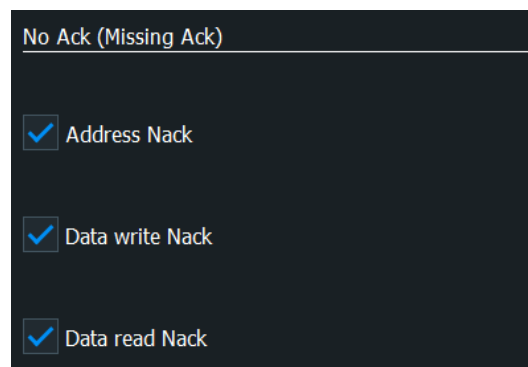 No Ack (Missing Ack)
Address Nack
Data write Nack
Data read Nack